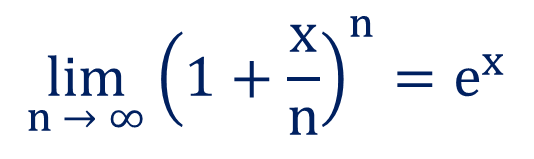 lim n → ∞ (1 + x/n)^n = e^x